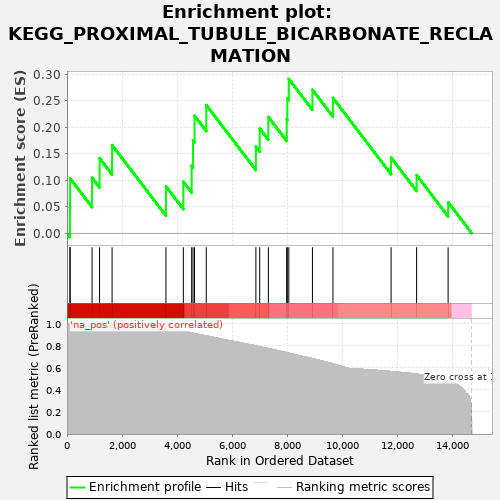 Enrichment plot:
KEGG_PROXIMAL_TUBULE_BICARBONATE_RECLA
MATION
Enrichment score (ES)
0.30
0.25
0.20
0.15
0.10
0.05
0.00
Ranked list metric (PreRanked)
1.0
0.8
0.6
0.4
0.2
0.0
'na_pos' (positively correlated)
Zero cross at 1
0
2,000
4,000
6,000
8,000
10,000
12,000
14,000
Rank in Ordered Dataset
Enrichment profile
Hits
Ranking metric scores